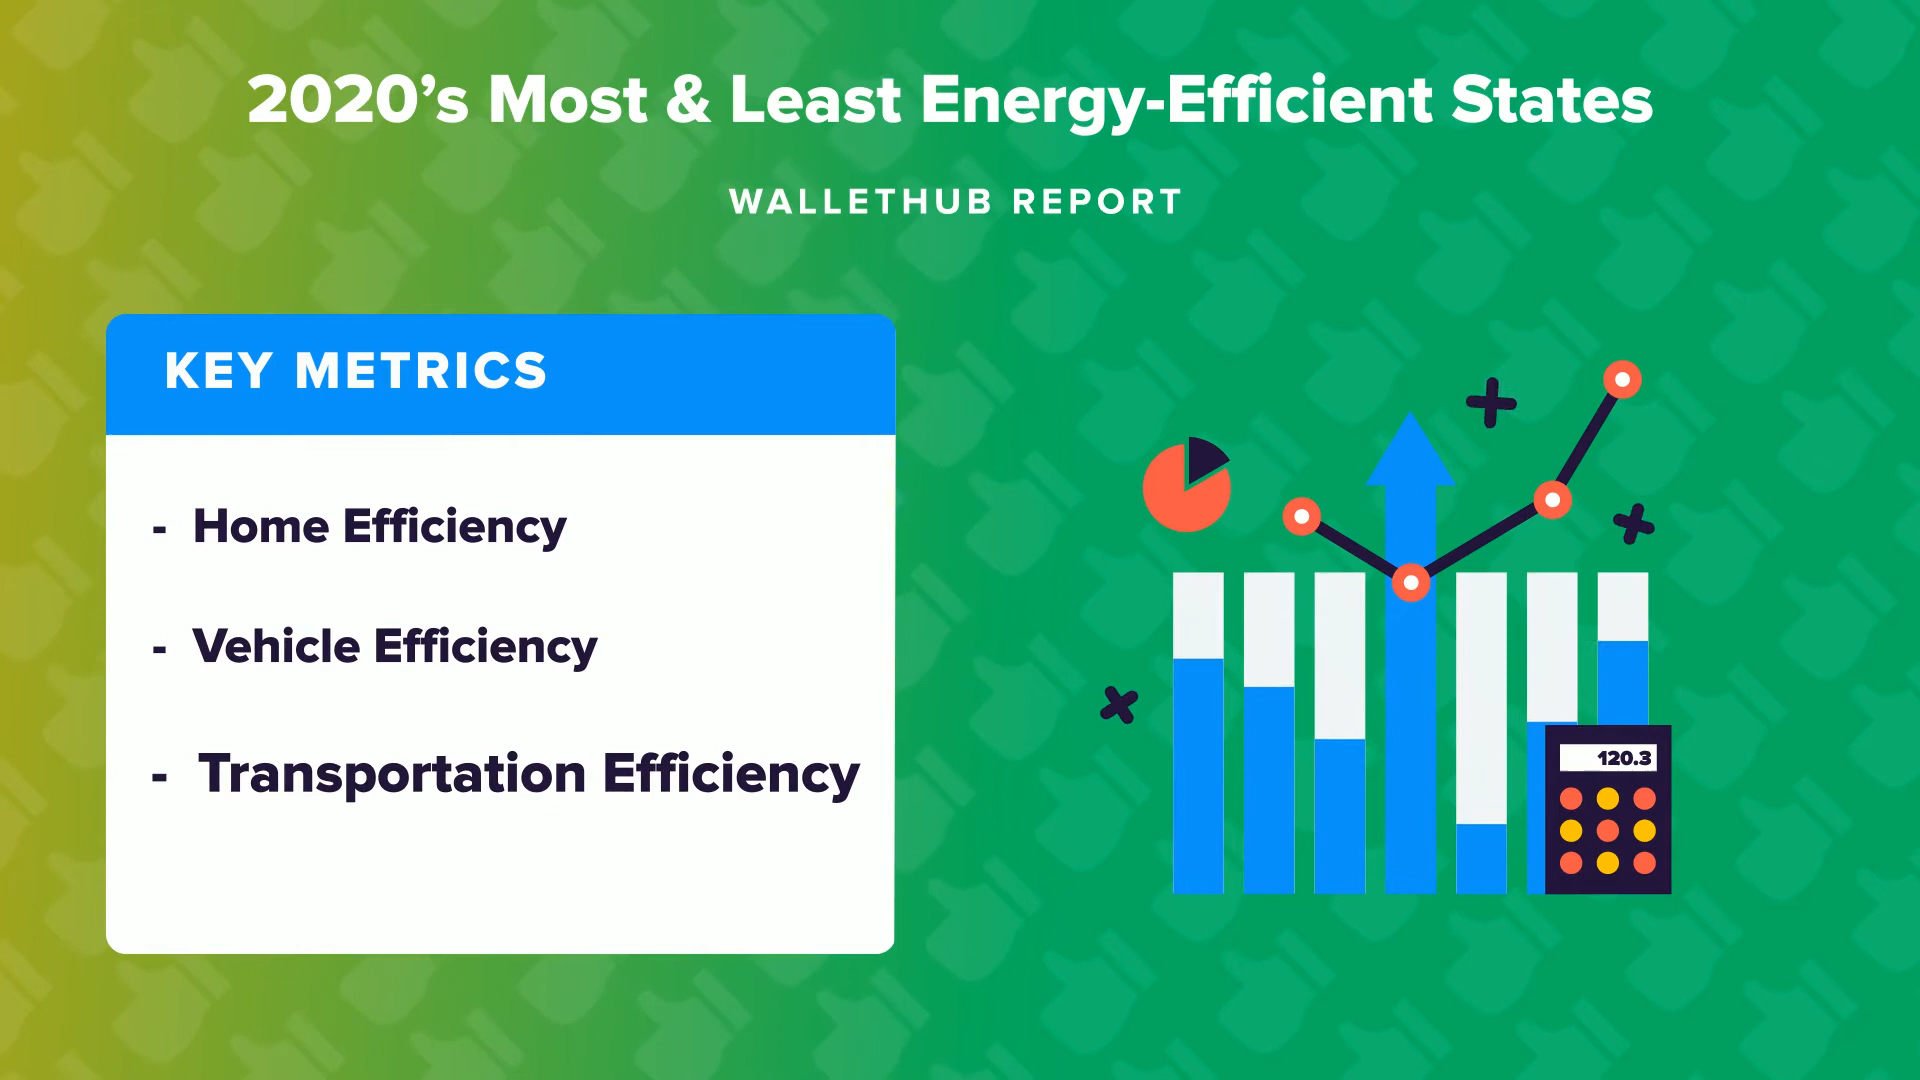 2020’s Most & Least Energy-Efficient States
WALLETHUB REPORT
KEY METRICS
- Home Efficiency
- Vehicle Efficiency
- Transportation Efficiency
120.3